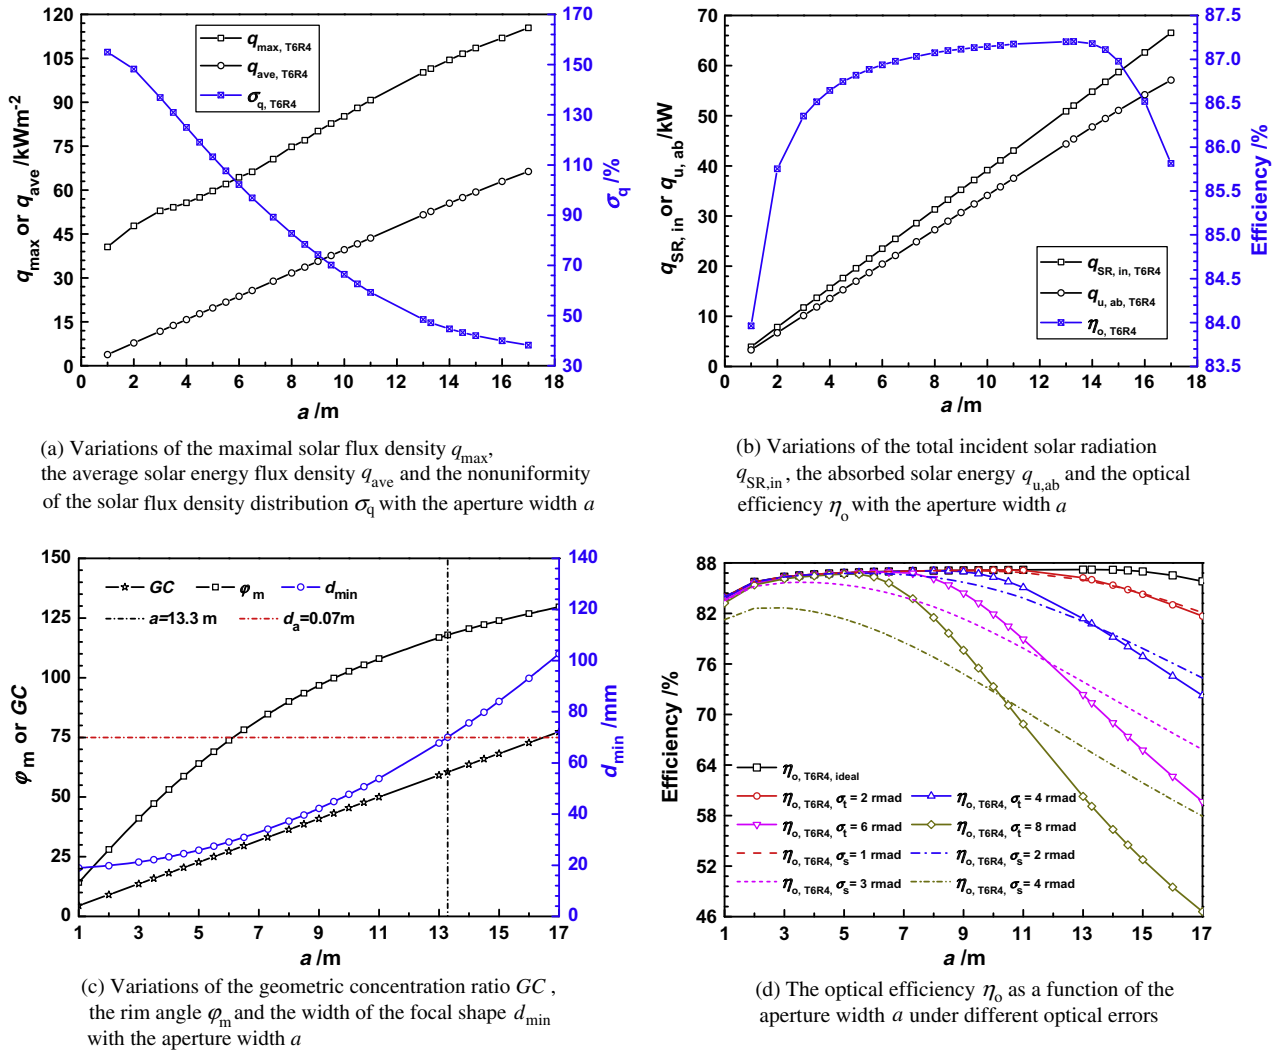 q_max, T6R4
q_ave, T6R4
σ_q, T6R4
q_max or q_ave /kWm-2
0 15 30 45 60 75 90 105 120
σ_q /%
30 50 70 90 110 130 150 170
0 2 4 6 8 10 12 14 16 18
a /m
(a) Variations of the maximal solar flux density q_max,
the average solar energy flux density q_ave and the nonuniformity
of the solar flux density distribution σ_q with the aperture width a
q_SR, in or q_u, ab /kW
0 10 20 30 40 50 60 70
q_SR, in, T6R4
q_u, ab, T6R4
η_o, T6R4
Efficiency /%
83.5 84.0 84.5 85.0 85.5 86.0 86.5 87.0 87.5
0 2 4 6 8 10 12 14 16 18
a /m
(b) Variations of the total incident solar radiation
q_SR,in, the absorbed solar energy q_u,ab and the optical
efficiency η_o with the aperture width a
φ_m or GC
0 25 50 75 100 125 150
GC φ_m d_min
a=13.3 m d_a=0.07m
d_min /mm
0 20 40 60 80 100 120 140
1 3 5 7 9 11 13 15 17
a /m
(c) Variations of the geometric concentration ratio GC ,
the rim angle φ_m and the width of the focal shape d_min
with the aperture width a
Efficiency /%
46 52 58 64 70 76 82 88
η_o, T6R4, ideal
η_o, T6R4, σ_t= 2 rmad η_o, T6R4, σ_t= 4 rmad
η_o, T6R4, σ_t= 6 rmad η_o, T6R4, σ_t= 8 rmad
η_o, T6R4, σ_s= 1 rmad η_o, T6R4, σ_s= 2 rmad
η_o, T6R4, σ_s= 3 rmad η_o, T6R4, σ_s= 4 rmad
1 3 5 7 9 11 13 15 17
a /m
(d) The optical efficiency η_o as a function of the
aperture width a under different optical errors